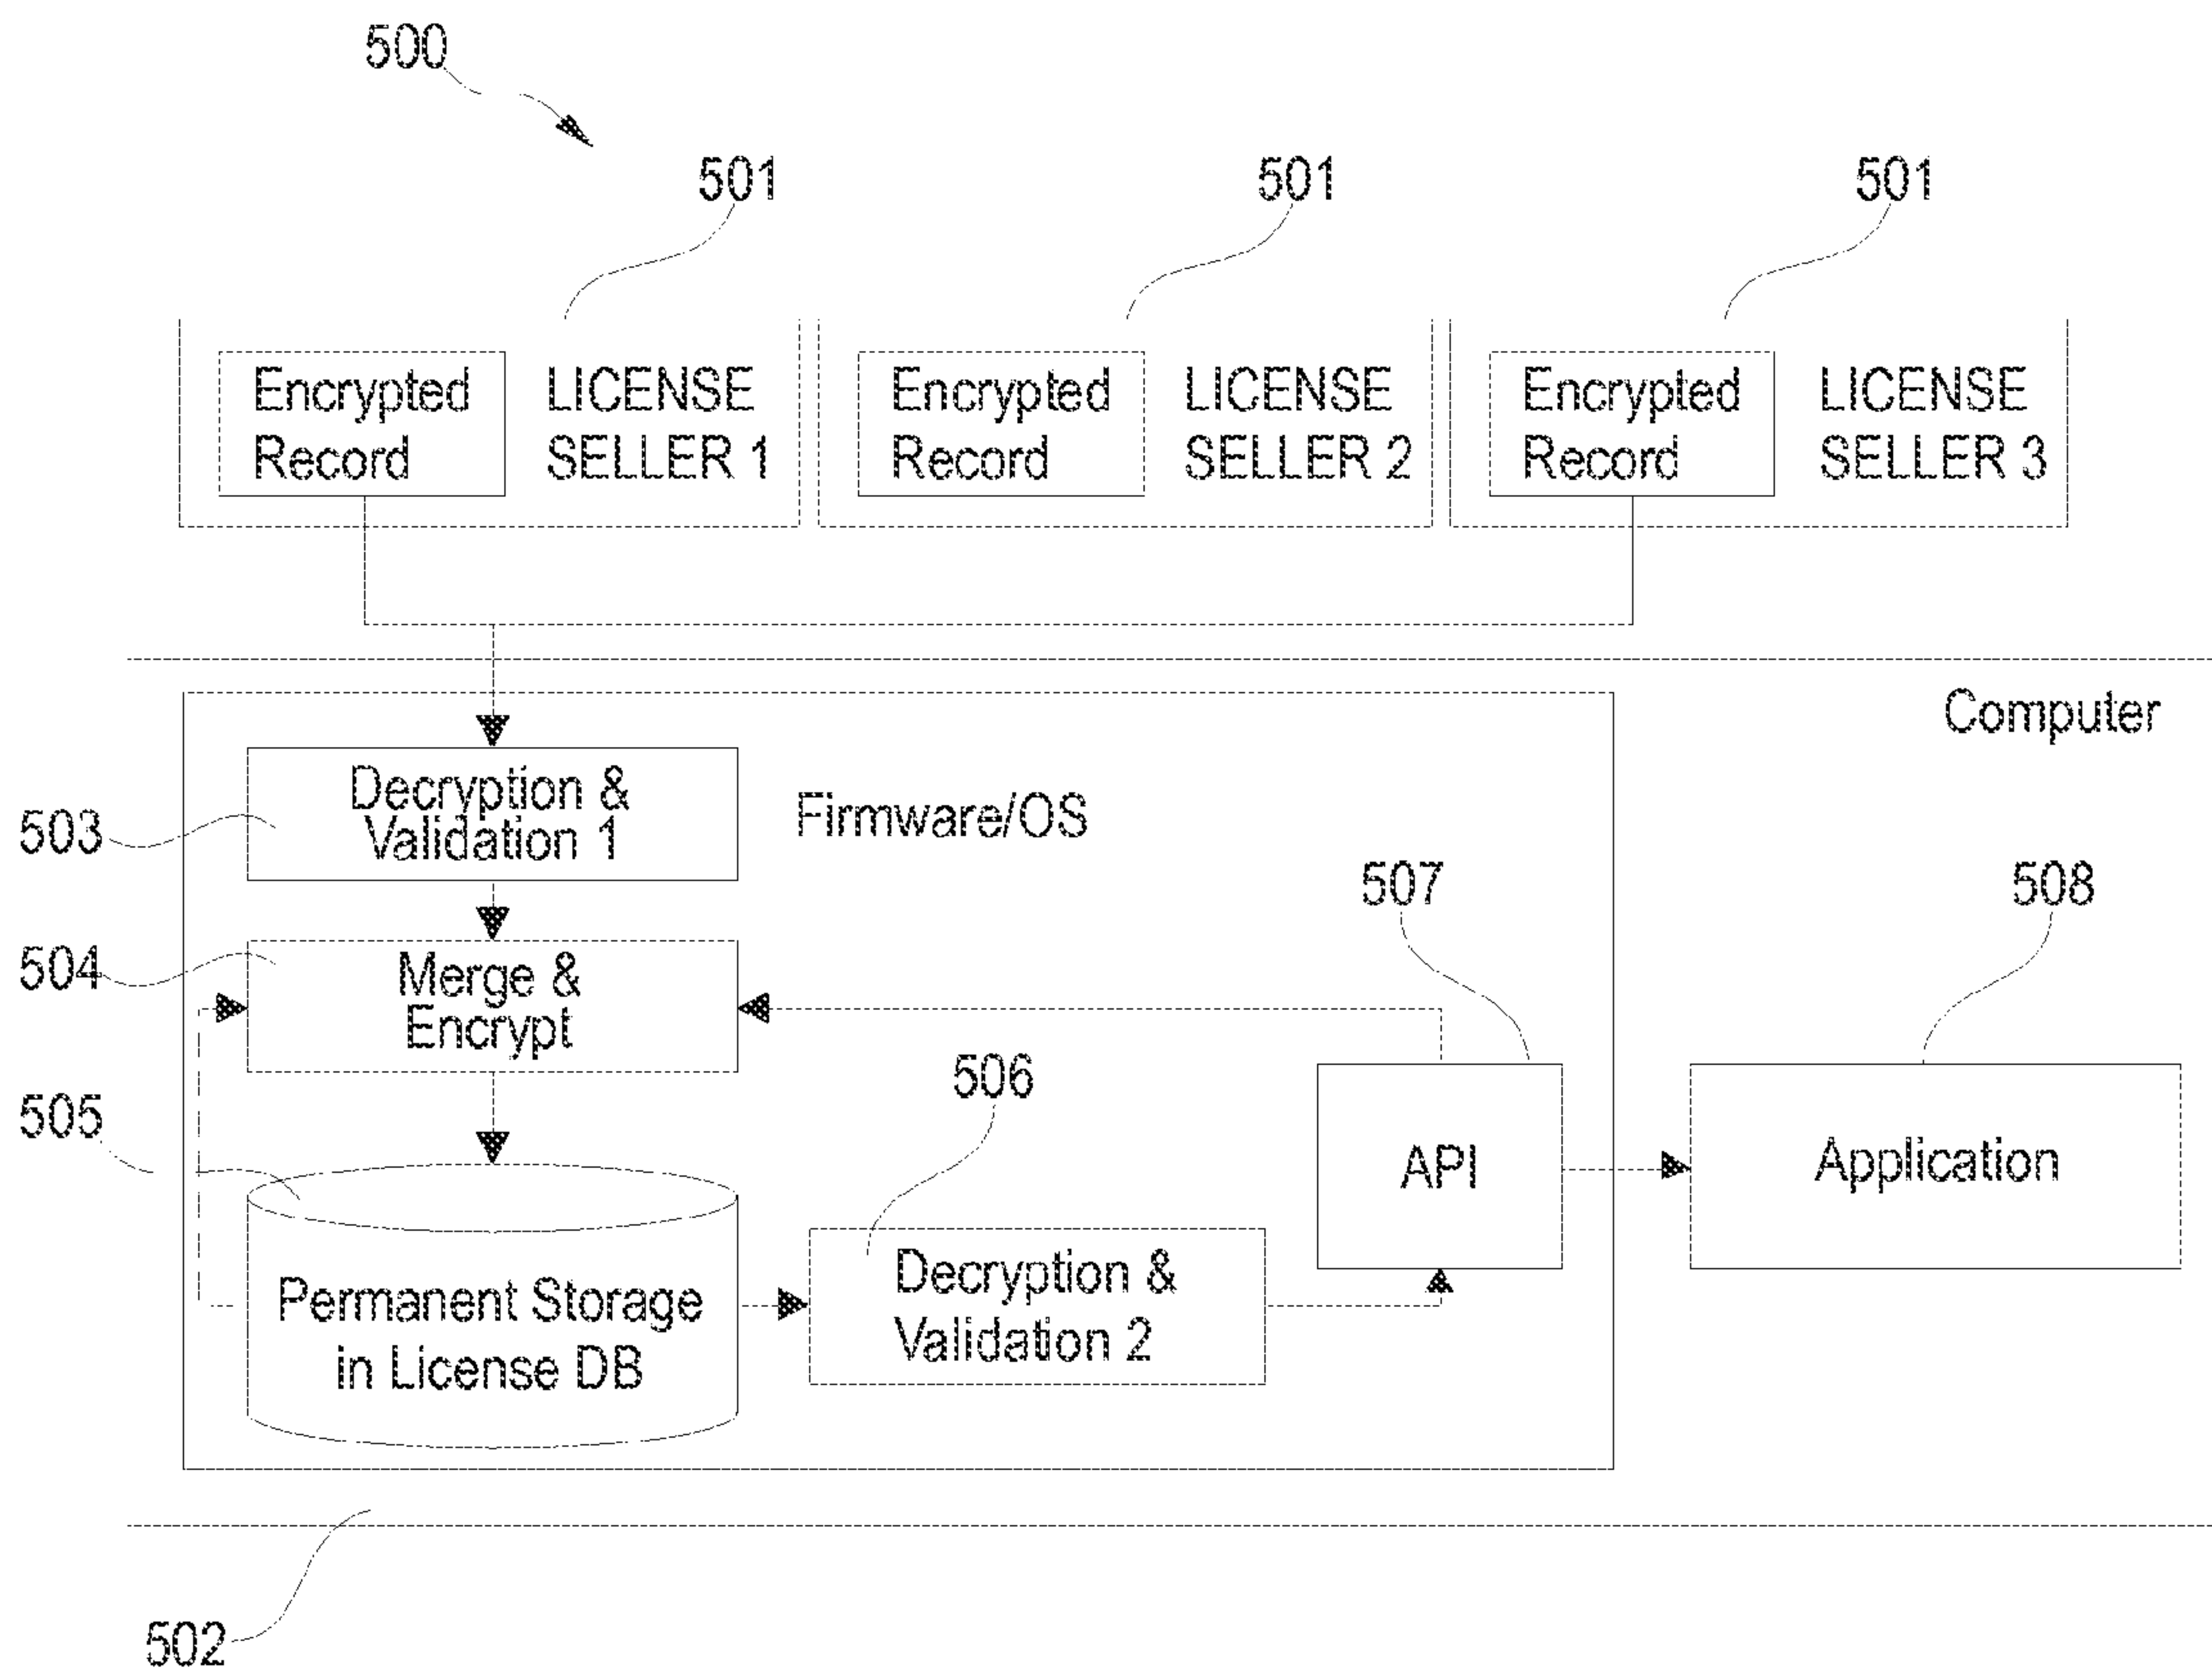 500
501
501
501
Encrypted
Record
LICENSE
SELLER 1
Encrypted
Record
LICENSE
SELLER 2
Encrypted
Record
LICENSE
SELLER 3
Computer
Firmware/OS
503
Decryption &
Validation 1
504
Merge &
Encrypt
507
508
505
506
Permanent Storage
in License DB
Decryption &
Validation 2
API
Application
502